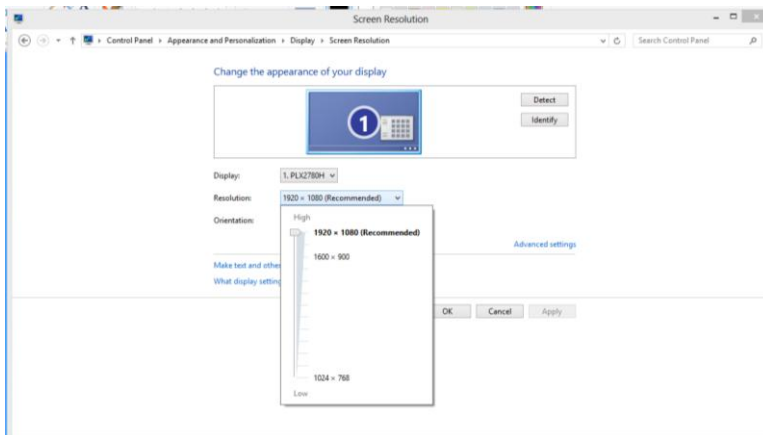 Screen Resolution
Control Panel › Appearance and Personalization › Display › Screen Resolution
Search Control Panel
Change the appearance of your display
1
Detect
Identify
Display: 1. PLX2780H
Resolution: 1920 × 1080 (Recommended)
Orientation:
High
1920 × 1080 (Recommended)
Advanced settings
1600 × 900
Make text and other
What display setting
OK Cancel Apply
1024 × 768
Low